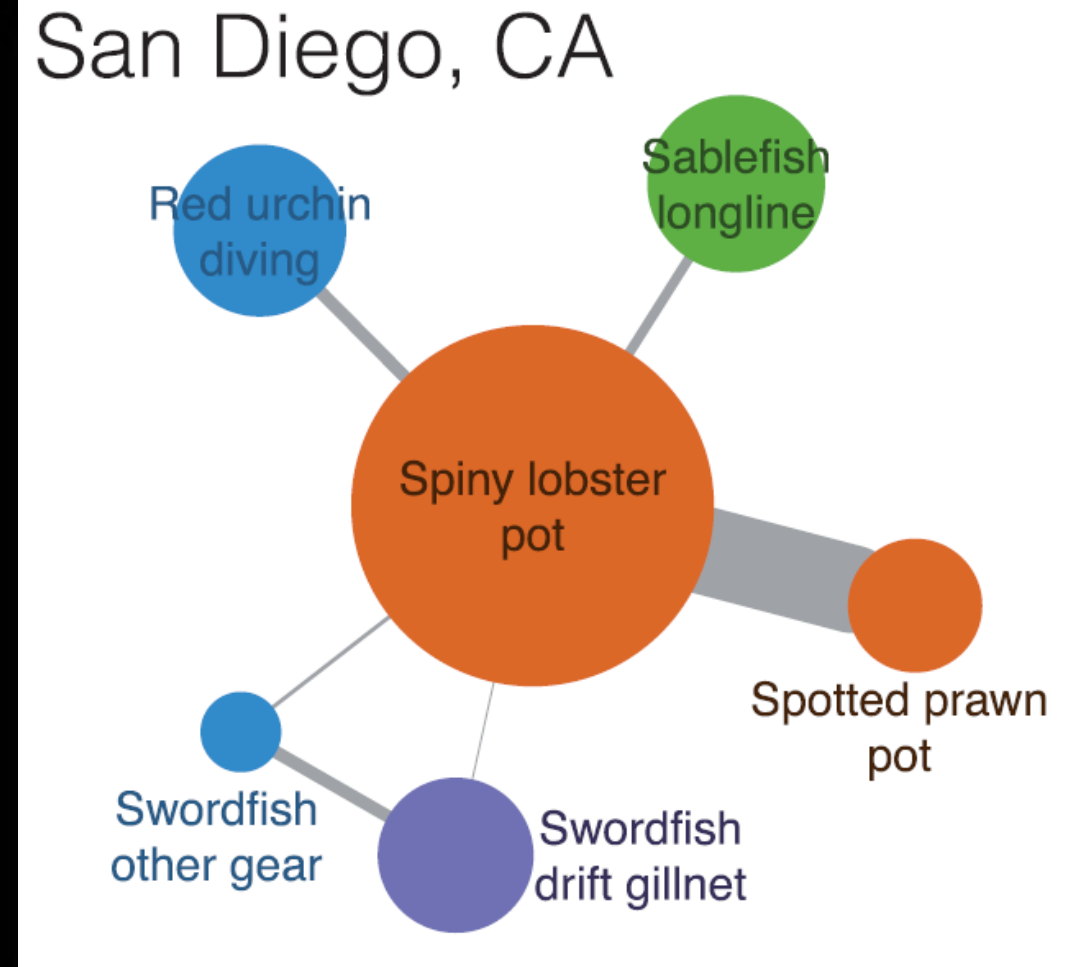 San Diego, CA
Sablefish
longline
Red urchin
diving
Spiny lobster
pot
Spotted prawn
pot
Swordfish
other gear
Swordfish
drift gillnet